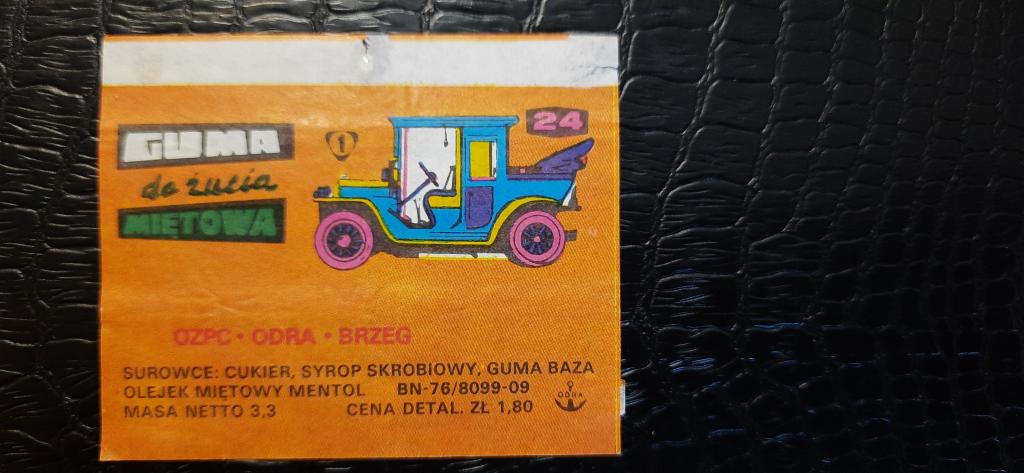 GUMA
do żucia
MIĘTOWA
1
24
OZPC • ODRA • BRZEG
SUROWCE: CUKIER, SYROP SKROBIOWY, GUMA BAZA
OLEJEK MIĘTOWY MENTOL BN-76/8099-09
MASA NETTO 3,3 CENA DETAL. ZŁ 1,80
ODRA